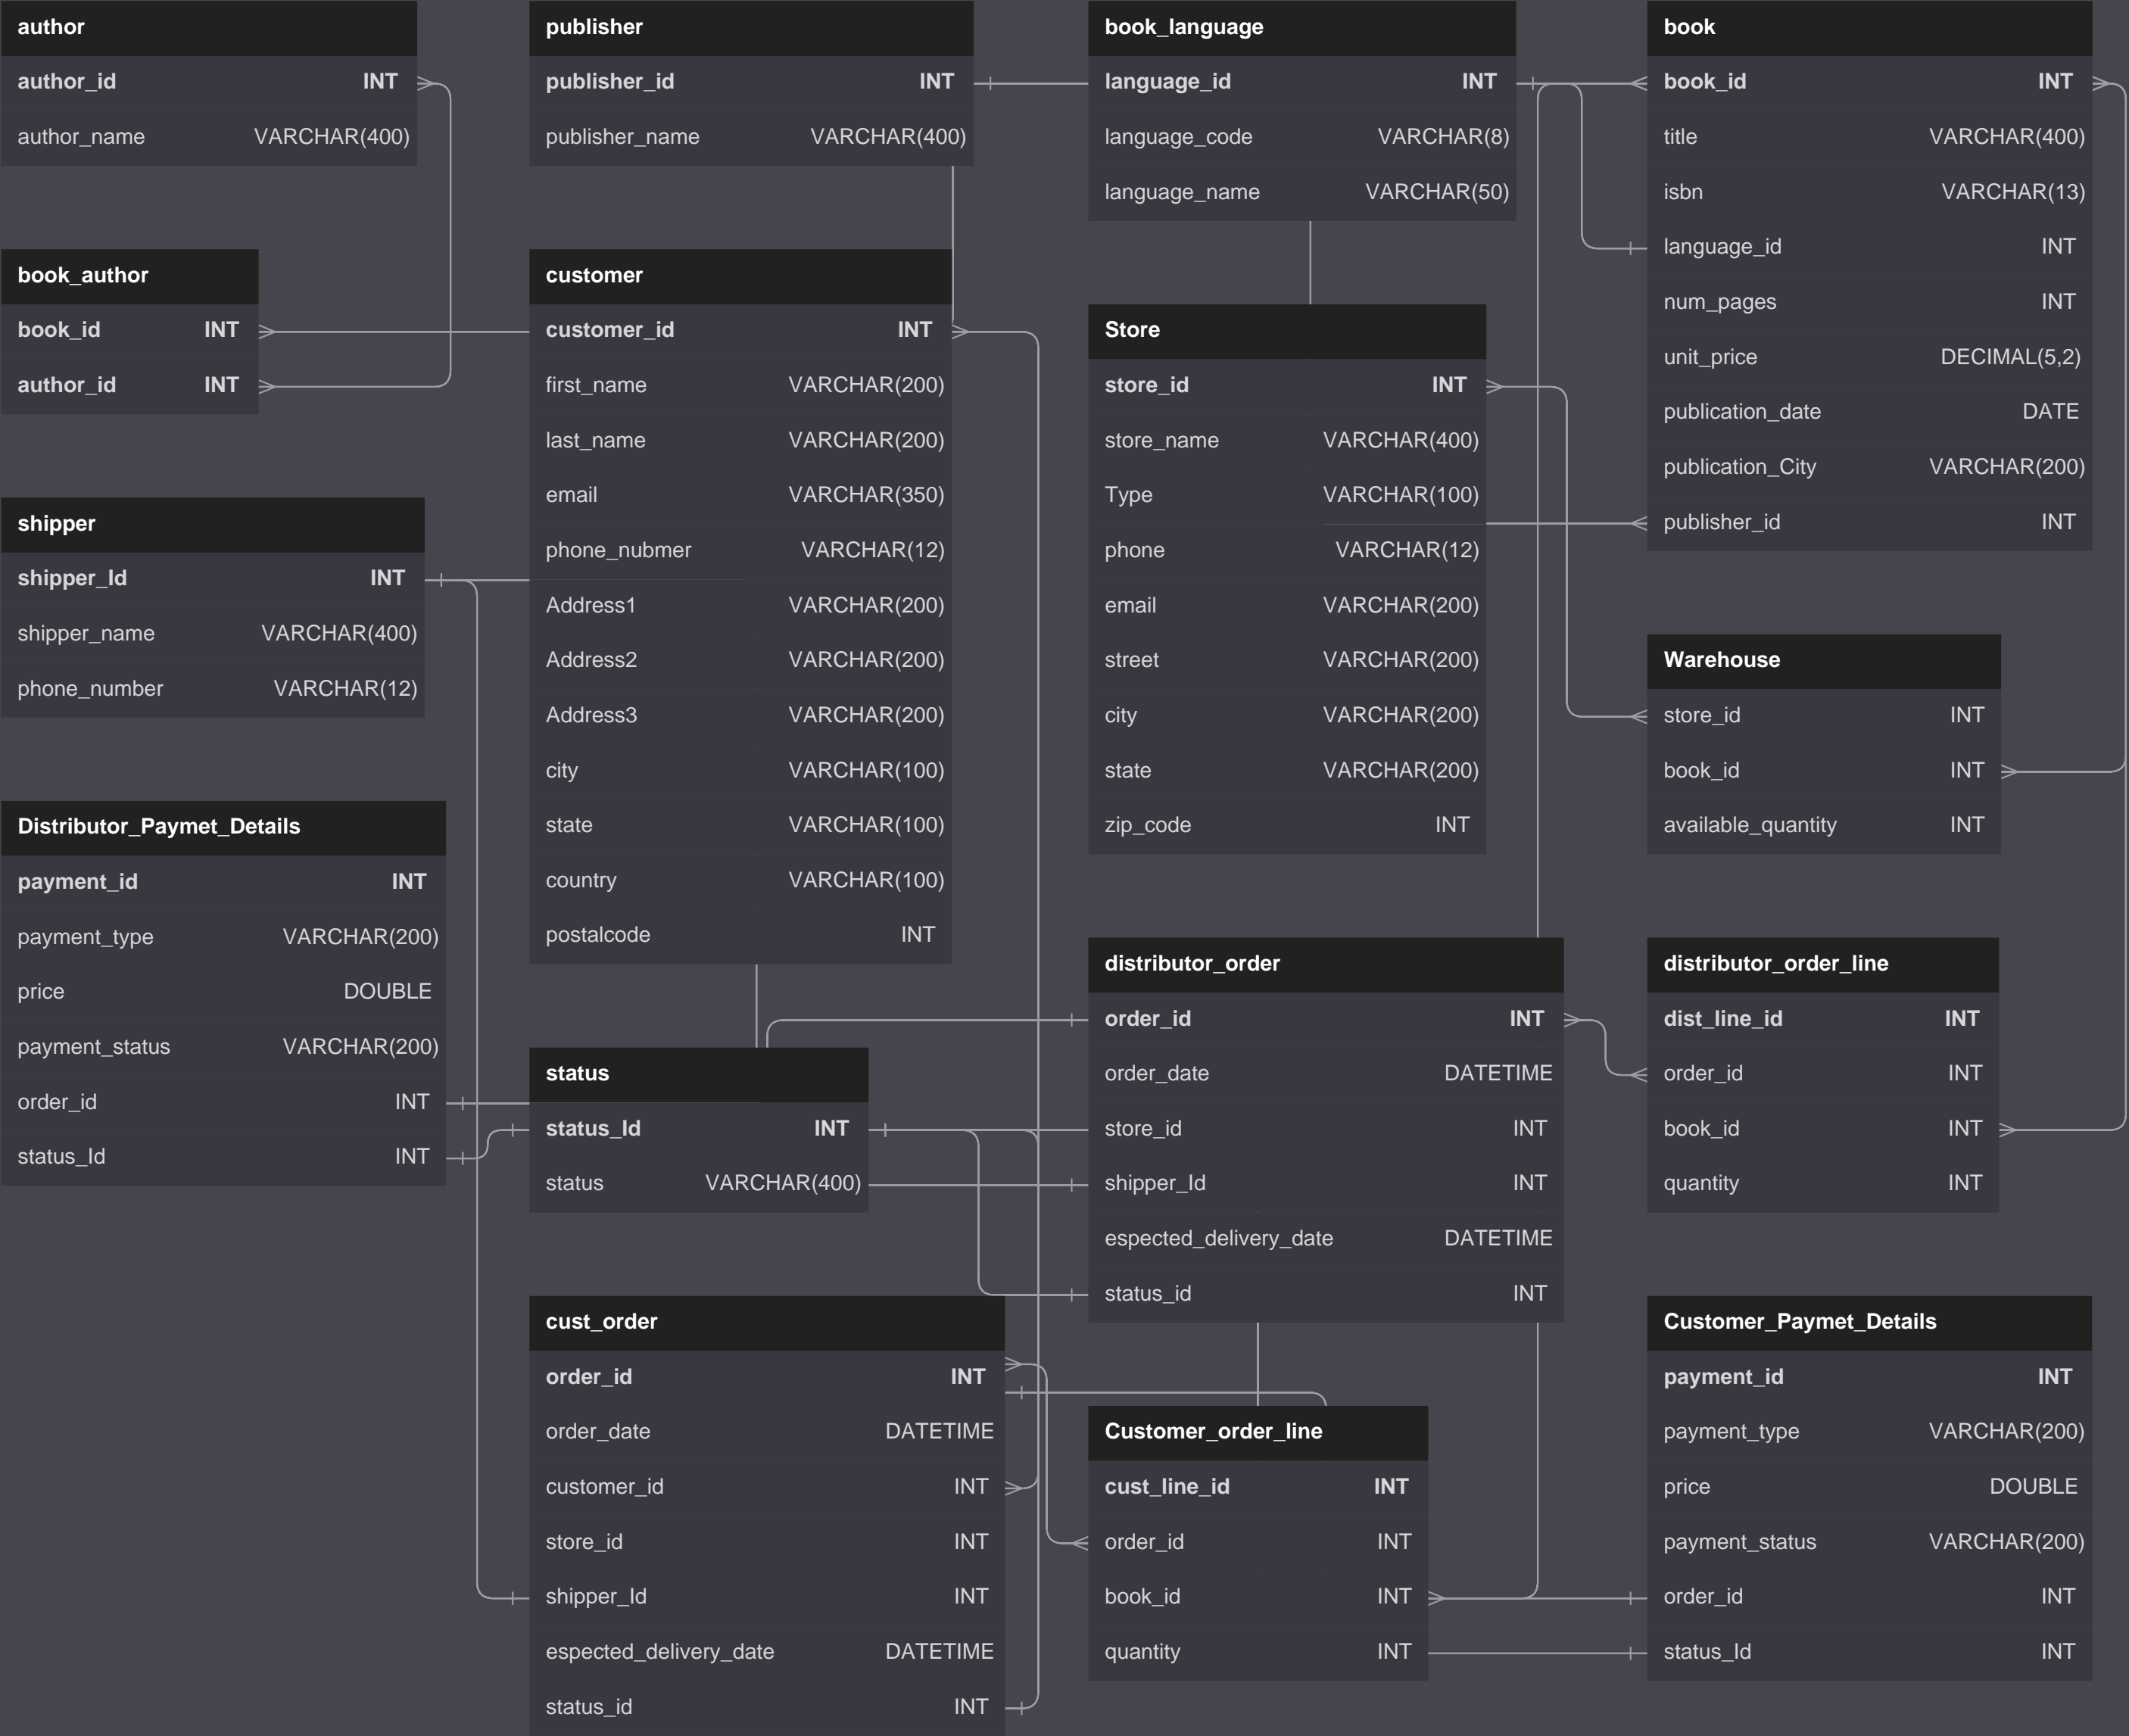 author
author_id INT
author_name VARCHAR(400)
publisher
publisher_id INT
publisher_name VARCHAR(400)
book_language
language_id INT
language_code VARCHAR(8)
language_name VARCHAR(50)
book
book_id INT
title VARCHAR(400)
isbn VARCHAR(13)
language_id INT
num_pages INT
unit_price DECIMAL(5,2)
publication_date DATE
publication_City VARCHAR(200)
publisher_id INT
book_author
book_id INT
author_id INT
customer
customer_id INT
first_name VARCHAR(200)
last_name VARCHAR(200)
email VARCHAR(350)
phone_nubmer VARCHAR(12)
Address1 VARCHAR(200)
Address2 VARCHAR(200)
Address3 VARCHAR(200)
city VARCHAR(100)
state VARCHAR(100)
country VARCHAR(100)
postalcode INT
Store
store_id INT
store_name VARCHAR(400)
Type VARCHAR(100)
phone VARCHAR(12)
email VARCHAR(200)
street VARCHAR(200)
city VARCHAR(200)
state VARCHAR(200)
zip_code INT
shipper
shipper_Id INT
shipper_name VARCHAR(400)
phone_number VARCHAR(12)
Warehouse
store_id INT
book_id INT
available_quantity INT
Distributor_Paymet_Details
payment_id INT
payment_type VARCHAR(200)
price DOUBLE
payment_status VARCHAR(200)
order_id INT
status_Id INT
status
status_Id INT
status VARCHAR(400)
distributor_order
order_id INT
order_date DATETIME
store_id INT
shipper_Id INT
espected_delivery_date DATETIME
status_id INT
distributor_order_line
dist_line_id INT
order_id INT
book_id INT
quantity INT
cust_order
order_id INT
order_date DATETIME
customer_id INT
store_id INT
shipper_Id INT
espected_delivery_date DATETIME
status_id INT
Customer_order_line
cust_line_id INT
order_id INT
book_id INT
quantity INT
Customer_Paymet_Details
payment_id INT
payment_type VARCHAR(200)
price DOUBLE
payment_status VARCHAR(200)
order_id INT
status_Id INT